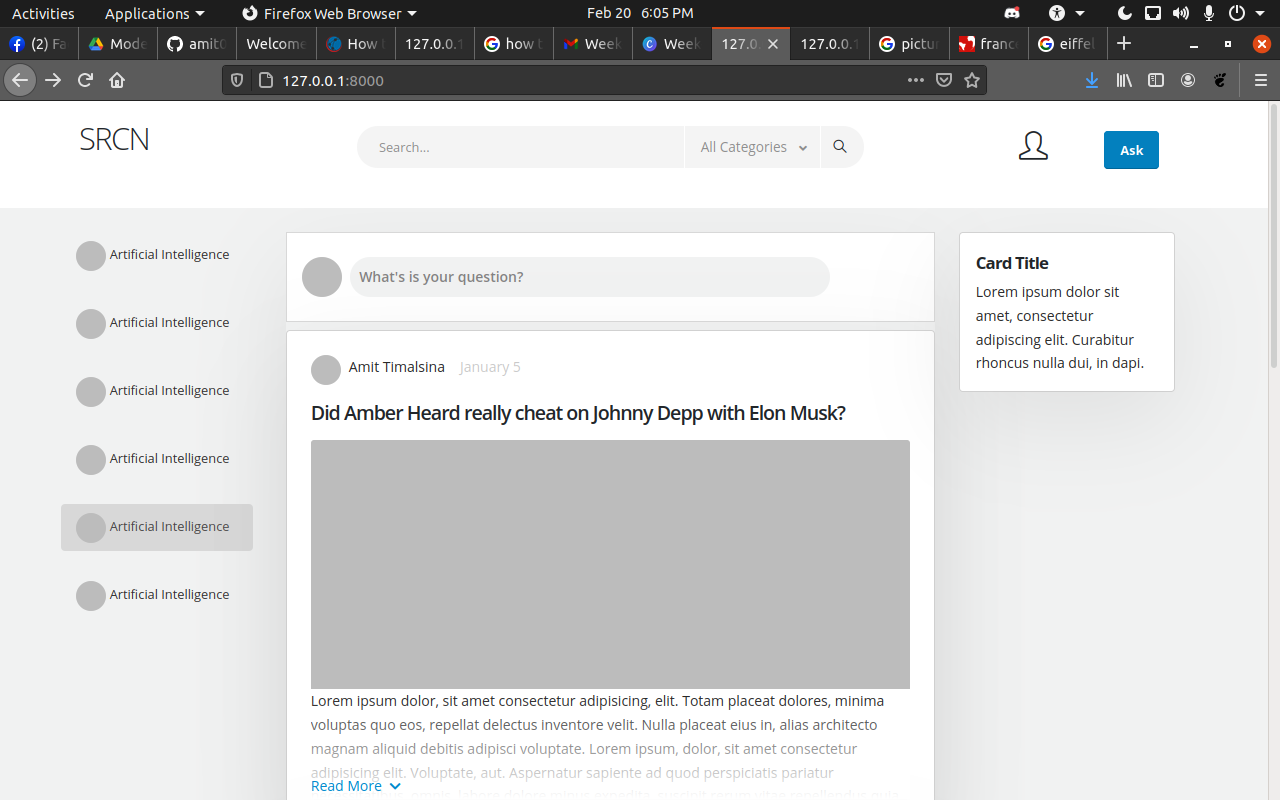 Activities Applications Firefox Web Browser Feb 20 6:05 PM
(2) Fa Mode amit Welcome How 127.0.0.1 how t Week Week 127.0. 127.0.0.1 pictur franc eiffel
127.0.0.1:8000
SRCN
Search...
All Categories
Ask
Artificial Intelligence
Artificial Intelligence
Artificial Intelligence
Artificial Intelligence
Artificial Intelligence
Artificial Intelligence
What's is your question?
Amit Timalsina January 5
Did Amber Heard really cheat on Johnny Depp with Elon Musk?
Lorem ipsum dolor, sit amet consectetur adipisicing, elit. Totam placeat dolores, minima
voluptas quo eos, repellat delectus inventore velit. Nulla placeat eius in, alias architecto
magnam aliquid debitis adipisci voluptate. Lorem ipsum, dolor, sit amet consectetur
adipisicing elit. Voluptate, aut. Aspernatur sapiente ad quod perspiciatis pariatur
Read More
Card Title
Lorem ipsum dolor sit
amet, consectetur
adipiscing elit. Curabitur
rhoncus nulla dui, in dapi.